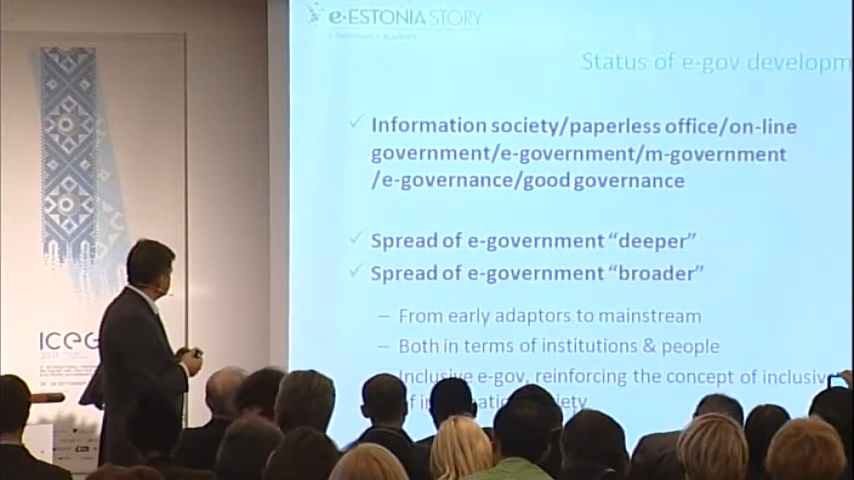 e-ESTONIA STORY
e-Governance Academy
Status of e-gov developm
✓ Information society/paperless office/on-line
government/e-government/m-government
/e-governance/good governance
✓ Spread of e-government “deeper”
✓ Spread of e-government “broader”
– From early adaptors to mainstream
– Both in terms of institutions & people
Inclusive e-gov, reinforcing the concept of inclusive
ICEG